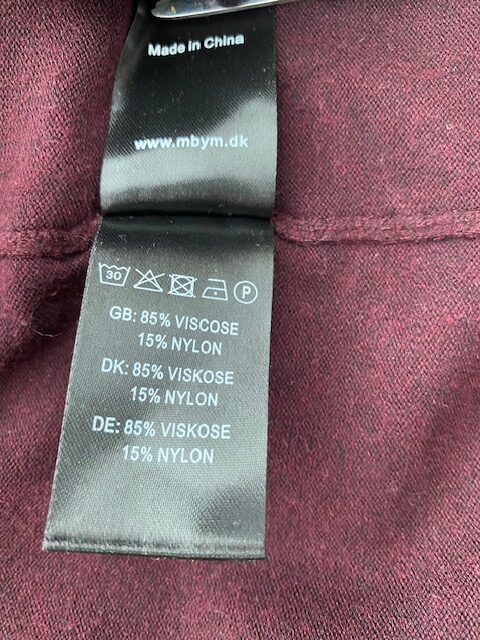 Made in China
www.mbym.dk
30 P
GB: 85% VISCOSE
15% NYLON
DK: 85% VISKOSE
15% NYLON
DE: 85% VISKOSE
15% NYLON